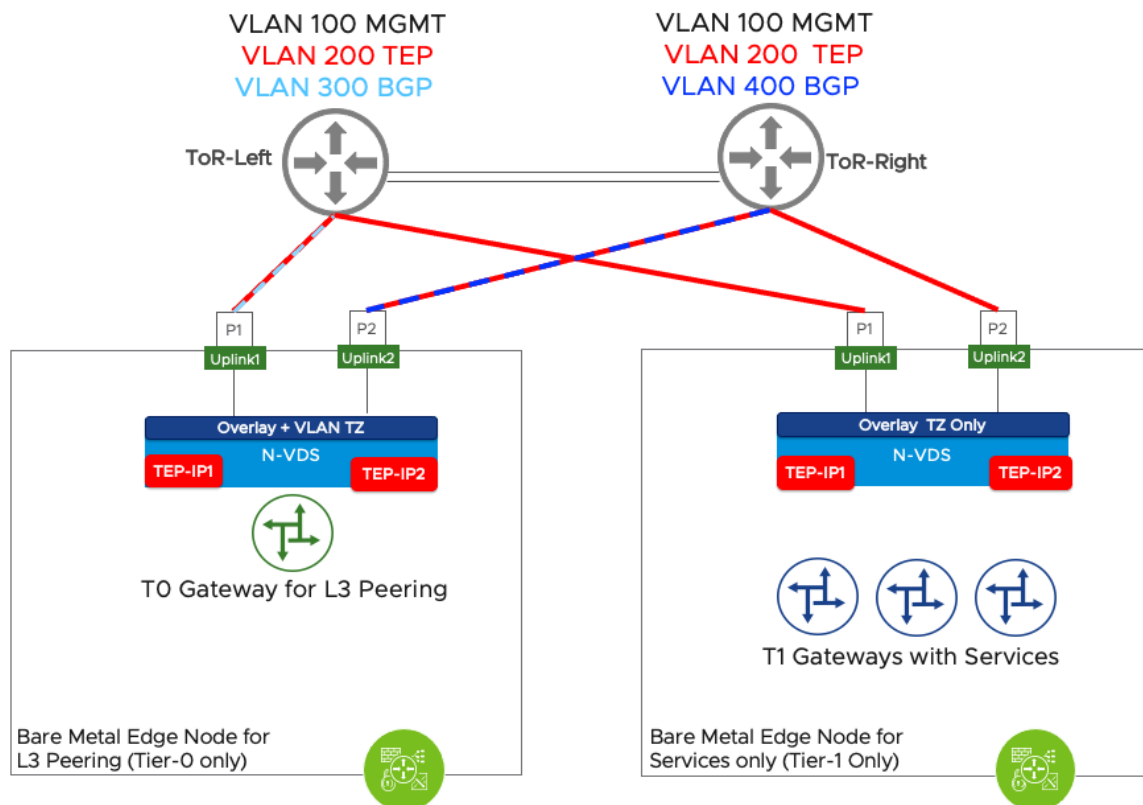 VLAN 100 MGMT
VLAN 200 TEP
VLAN 300 BGP
VLAN 100 MGMT
VLAN 200 TEP
VLAN 400 BGP
ToR-Left
ToR-Right
P1
P2
Uplink1
Uplink2
Overlay + VLAN TZ
N-VDS
TEP-IP1
TEP-IP2
T0 Gateway for L3 Peering
Bare Metal Edge Node for
L3 Peering (Tier-0 only)
P1
P2
Uplink1
Uplink2
Overlay TZ Only
N-VDS
TEP-IP1
TEP-IP2
T1 Gateways with Services
Bare Metal Edge Node for
Services only (Tier-1 Only)